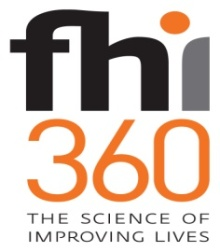 fhi
360
THE SCIENCE OF
IMPROVING LIVES